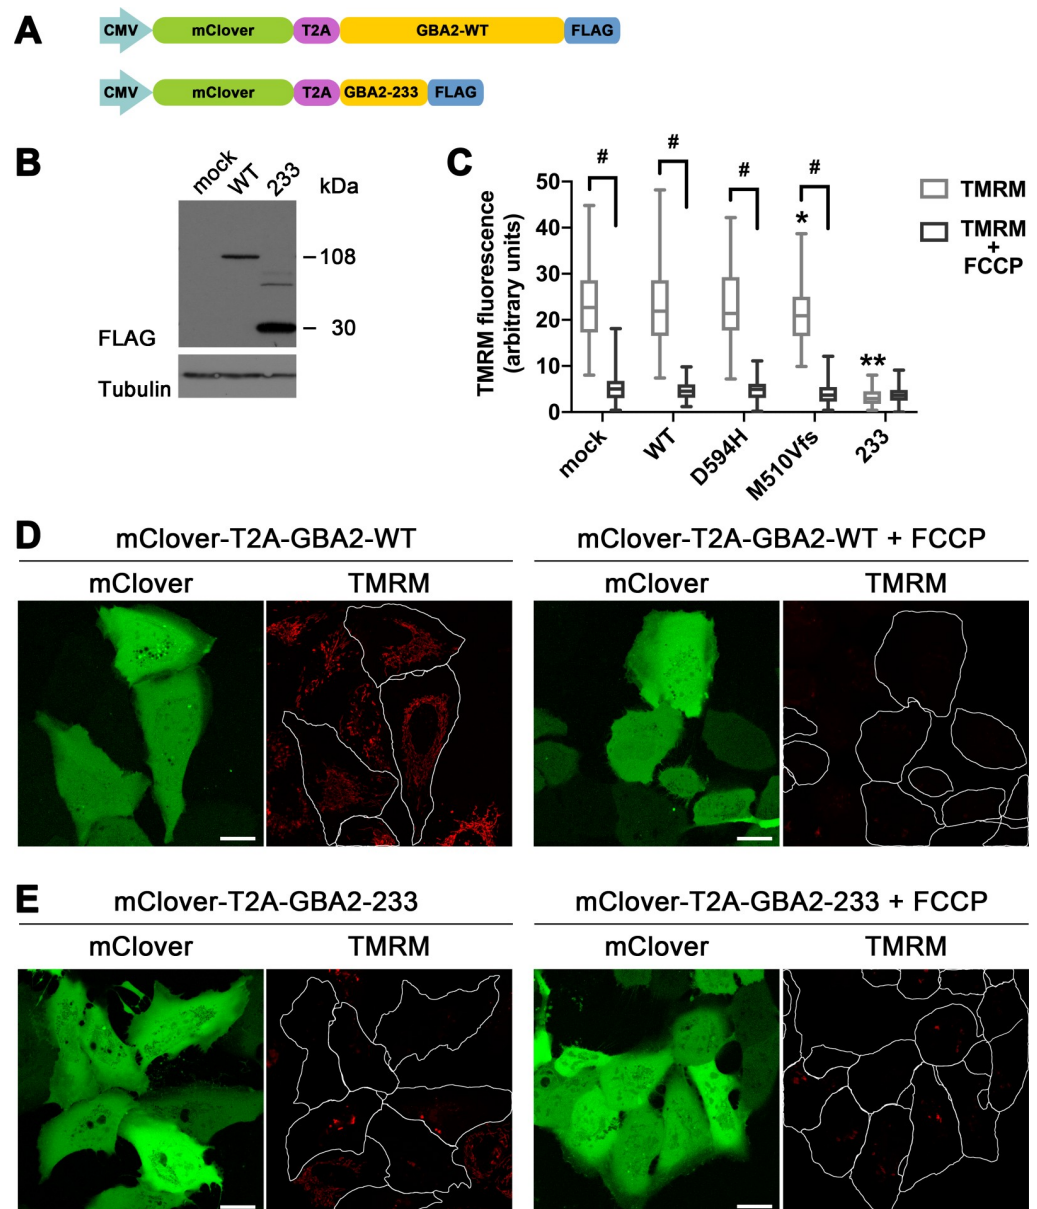 A
CMV mClover T2A GBA2-WT FLAG
CMV mClover T2A GBA2-233 FLAG
B
mock WT 233 kDa
108
30
FLAG
Tubulin
C
TMRM fluorescence
(arbitrary units)
50
40
30
20
10
0
# # # #
*
**
mock WT D594H M510Vfs 233
TMRM
TMRM
+
FCCP
D
mClover-T2A-GBA2-WT mClover-T2A-GBA2-WT + FCCP
mClover TMRM mClover TMRM
E
mClover-T2A-GBA2-233 mClover-T2A-GBA2-233 + FCCP
mClover TMRM mClover TMRM